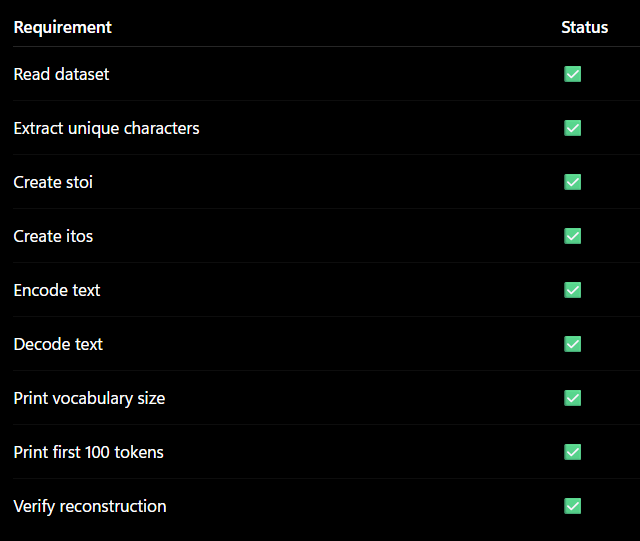 Requirement Status
Read dataset ✅
Extract unique characters ✅
Create stoi ✅
Create itos ✅
Encode text ✅
Decode text ✅
Print vocabulary size ✅
Print first 100 tokens ✅
Verify reconstruction ✅